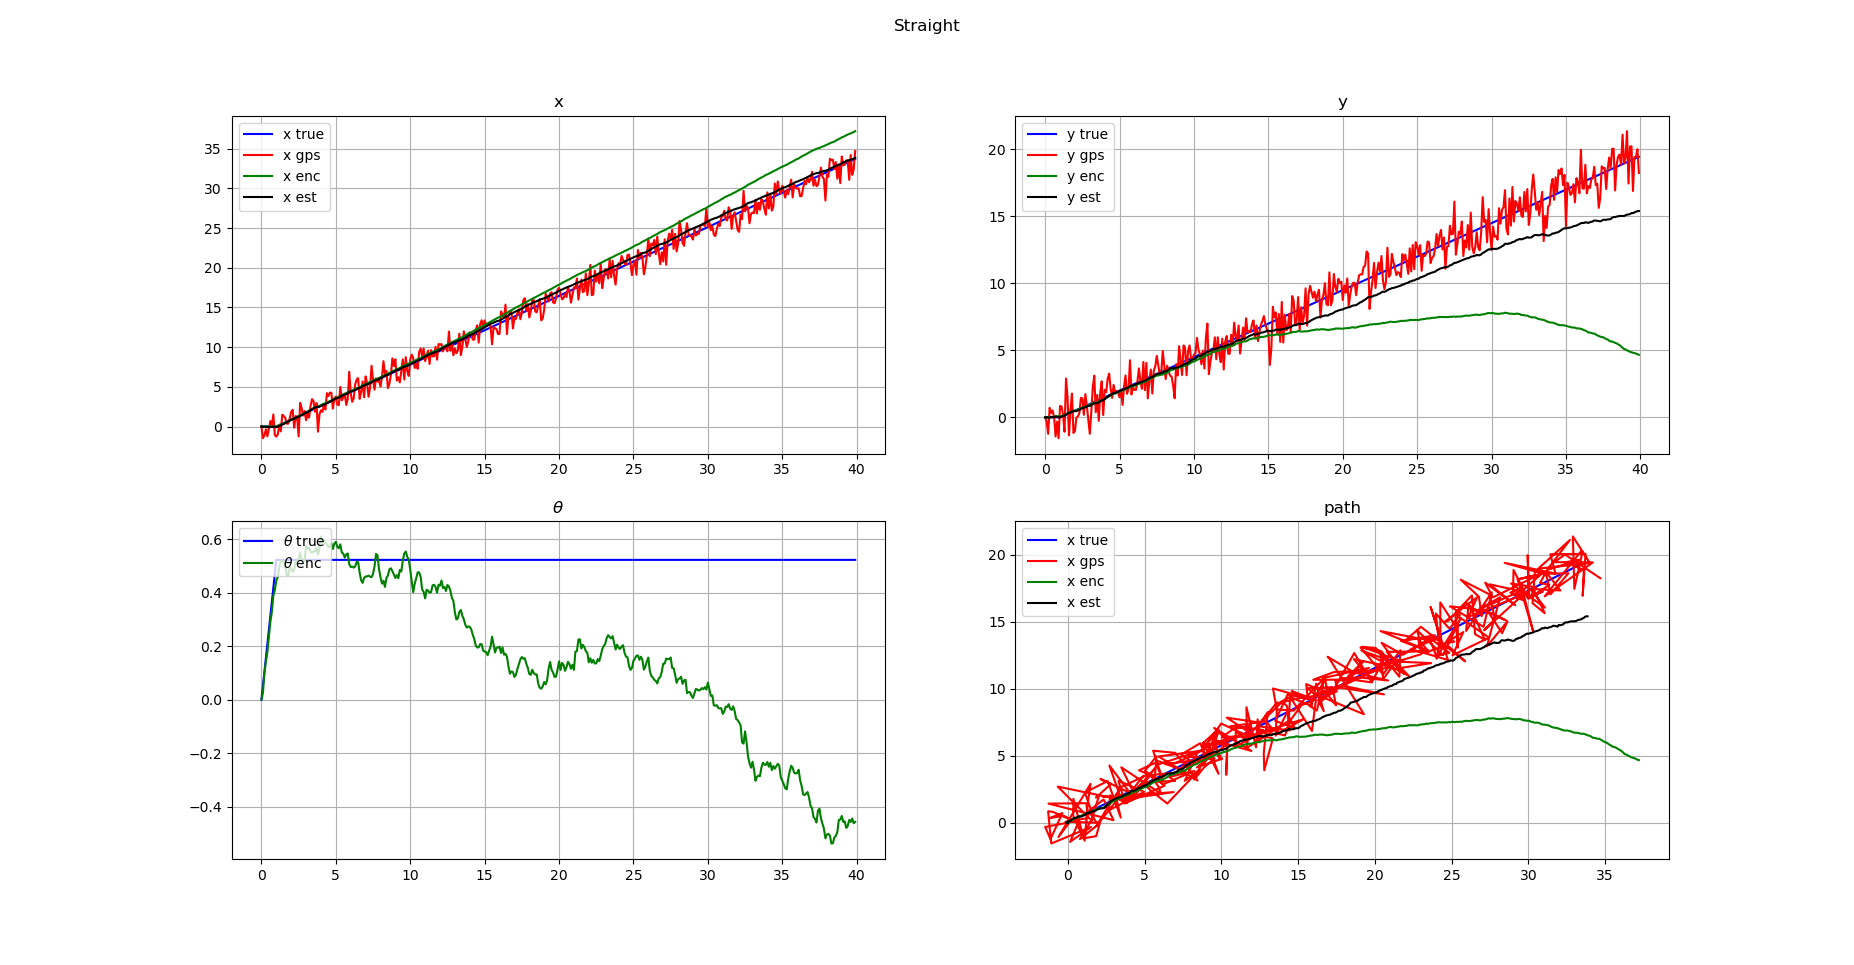 Straight
x
x true
x gps
x enc
x est
35
30
25
20
15
10
5
0
0 5 10 15 20 25 30 35 40
y
y true
y gps
y enc
y est
20
15
10
5
0
0 5 10 15 20 25 30 35 40
θ
θ true
θ enc
0.6
0.4
0.2
0.0
−0.2
−0.4
0 5 10 15 20 25 30 35 40
path
x true
x gps
x enc
x est
20
15
10
5
0
0 5 10 15 20 25 30 35